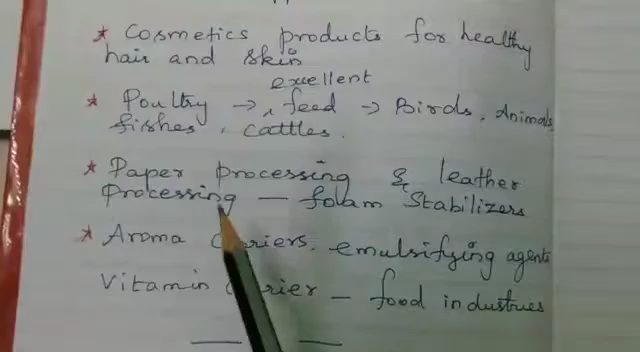 * Cosmetics products for healthy
hair and skin
excellent
* Poultry → ‸ feed → Birds, Animals
fishes, cattles.
* Paper processing & leather
processing — foam Stabilizers
* Aroma emulsifying agents
Vitamin — food industries